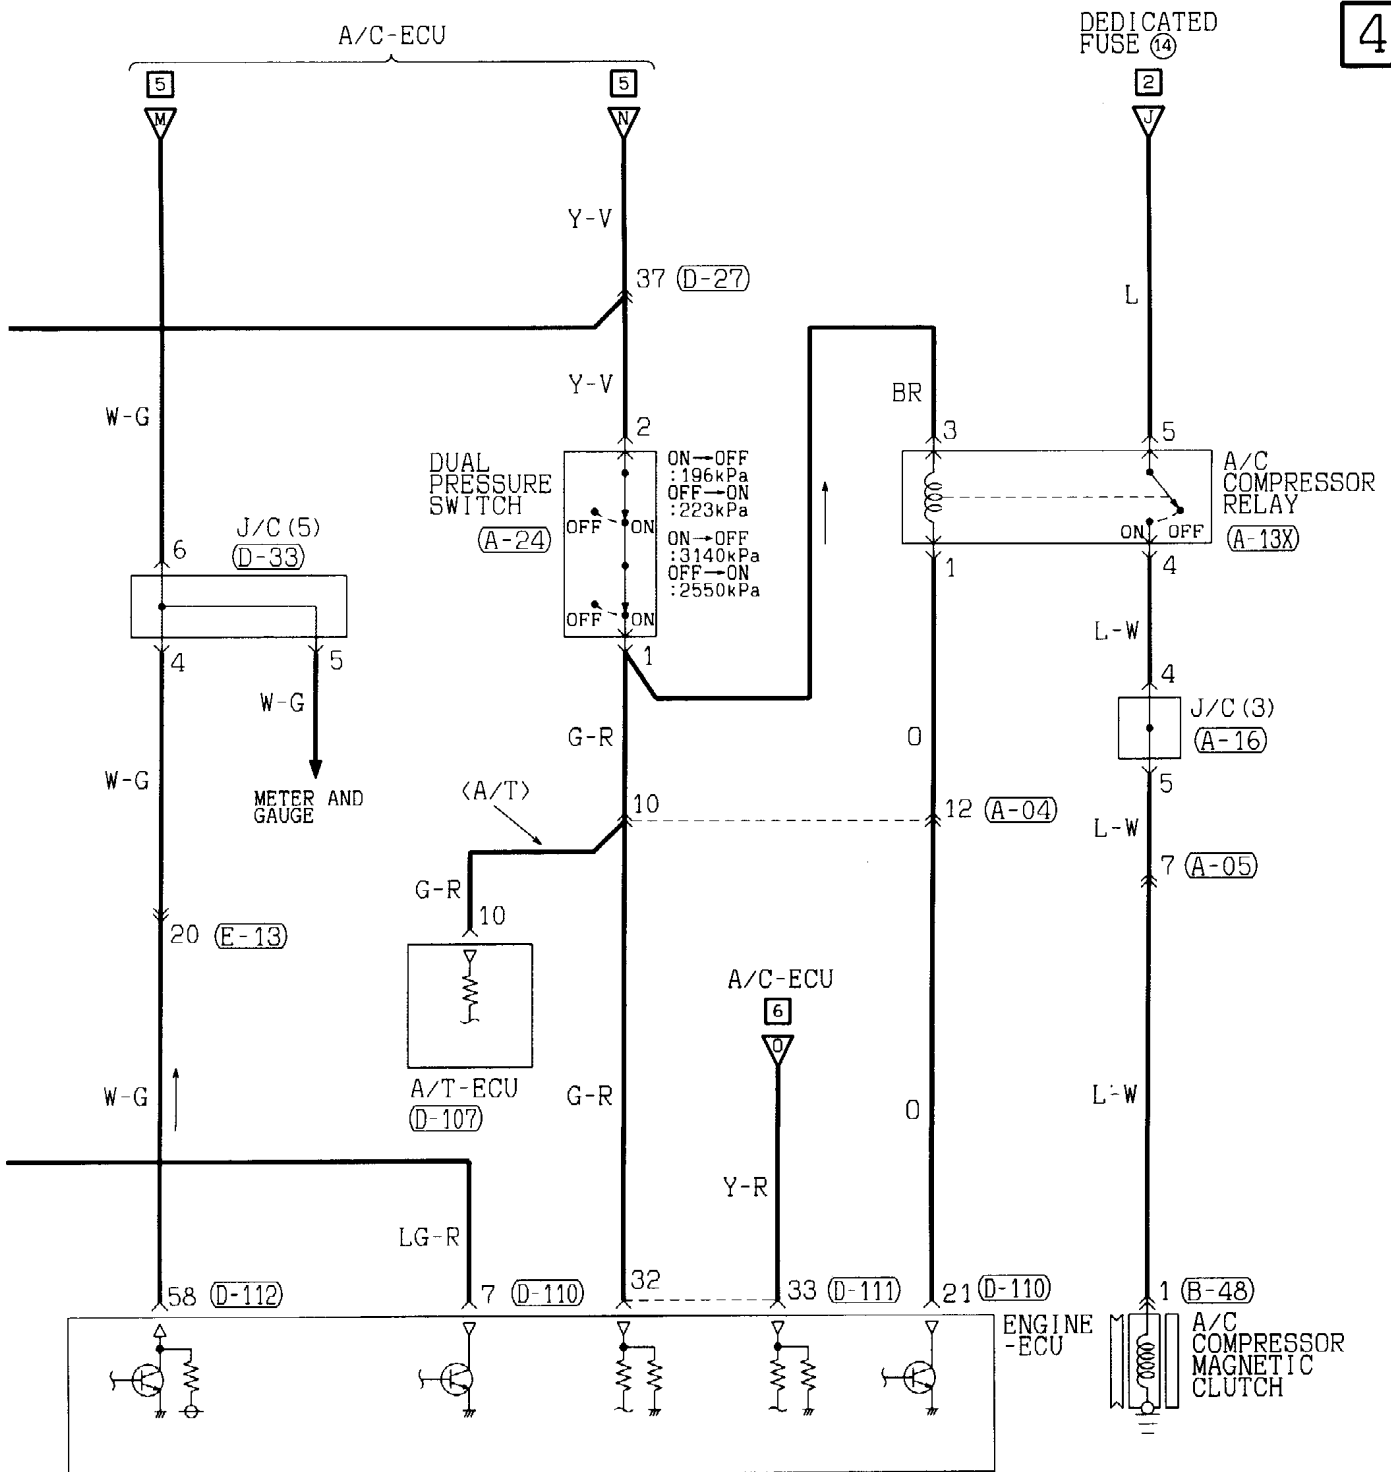 A/C-ECU
DEDICATED
FUSE ⑭
4
5
5
2
M
N
J
Y-V
37 (D-27)
L
Y-V
W-G
BR
2
3
5
DUAL
PRESSURE
SWITCH
(A-24)
ON→OFF
:196kPa
OFF→ON
:223kPa
ON→OFF
:3140kPa
OFF→ON
:2550kPa
OFF ON
OFF ON
A/C
COMPRESSOR
RELAY
(A-13X)
ON OFF
J/C (5)
(D-33)
6
1
4
4
5
1
L-W
4
W-G
J/C (3)
(A-16)
G-R
O
5
W-G
METER AND
GAUGE
<A/T>
10
12 (A-04)
L-W
7 (A-05)
G-R
10
20 (E-13)
A/C-ECU
6
O
A/T-ECU
(D-107)
W-G
G-R
O
L-W
Y-R
LG-R
58 (D-112)
7 (D-110)
32
33 (D-111)
21 (D-110)
1 (B-48)
ENGINE
-ECU
A/C
COMPRESSOR
MAGNETIC
CLUTCH